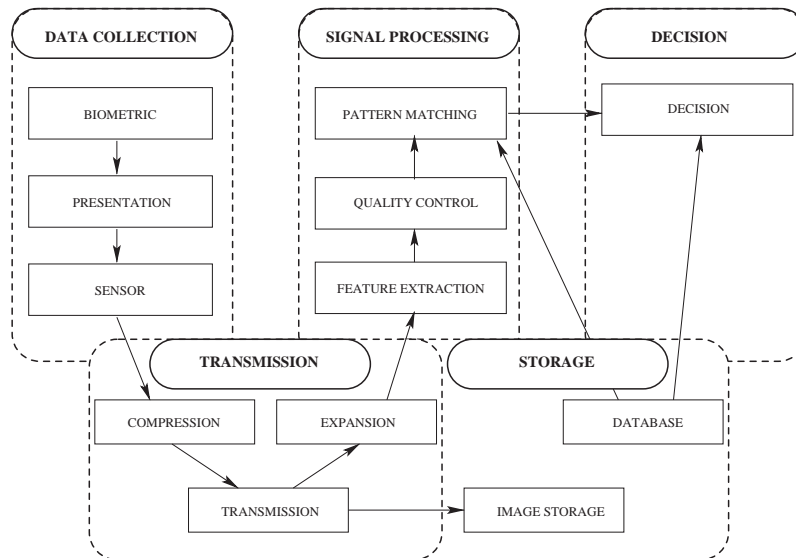 DATA COLLECTION
SIGNAL PROCESSING
DECISION
BIOMETRIC
PATTERN MATCHING
DECISION
PRESENTATION
QUALITY CONTROL
SENSOR
FEATURE EXTRACTION
TRANSMISSION
STORAGE
COMPRESSION
EXPANSION
DATABASE
TRANSMISSION
IMAGE STORAGE